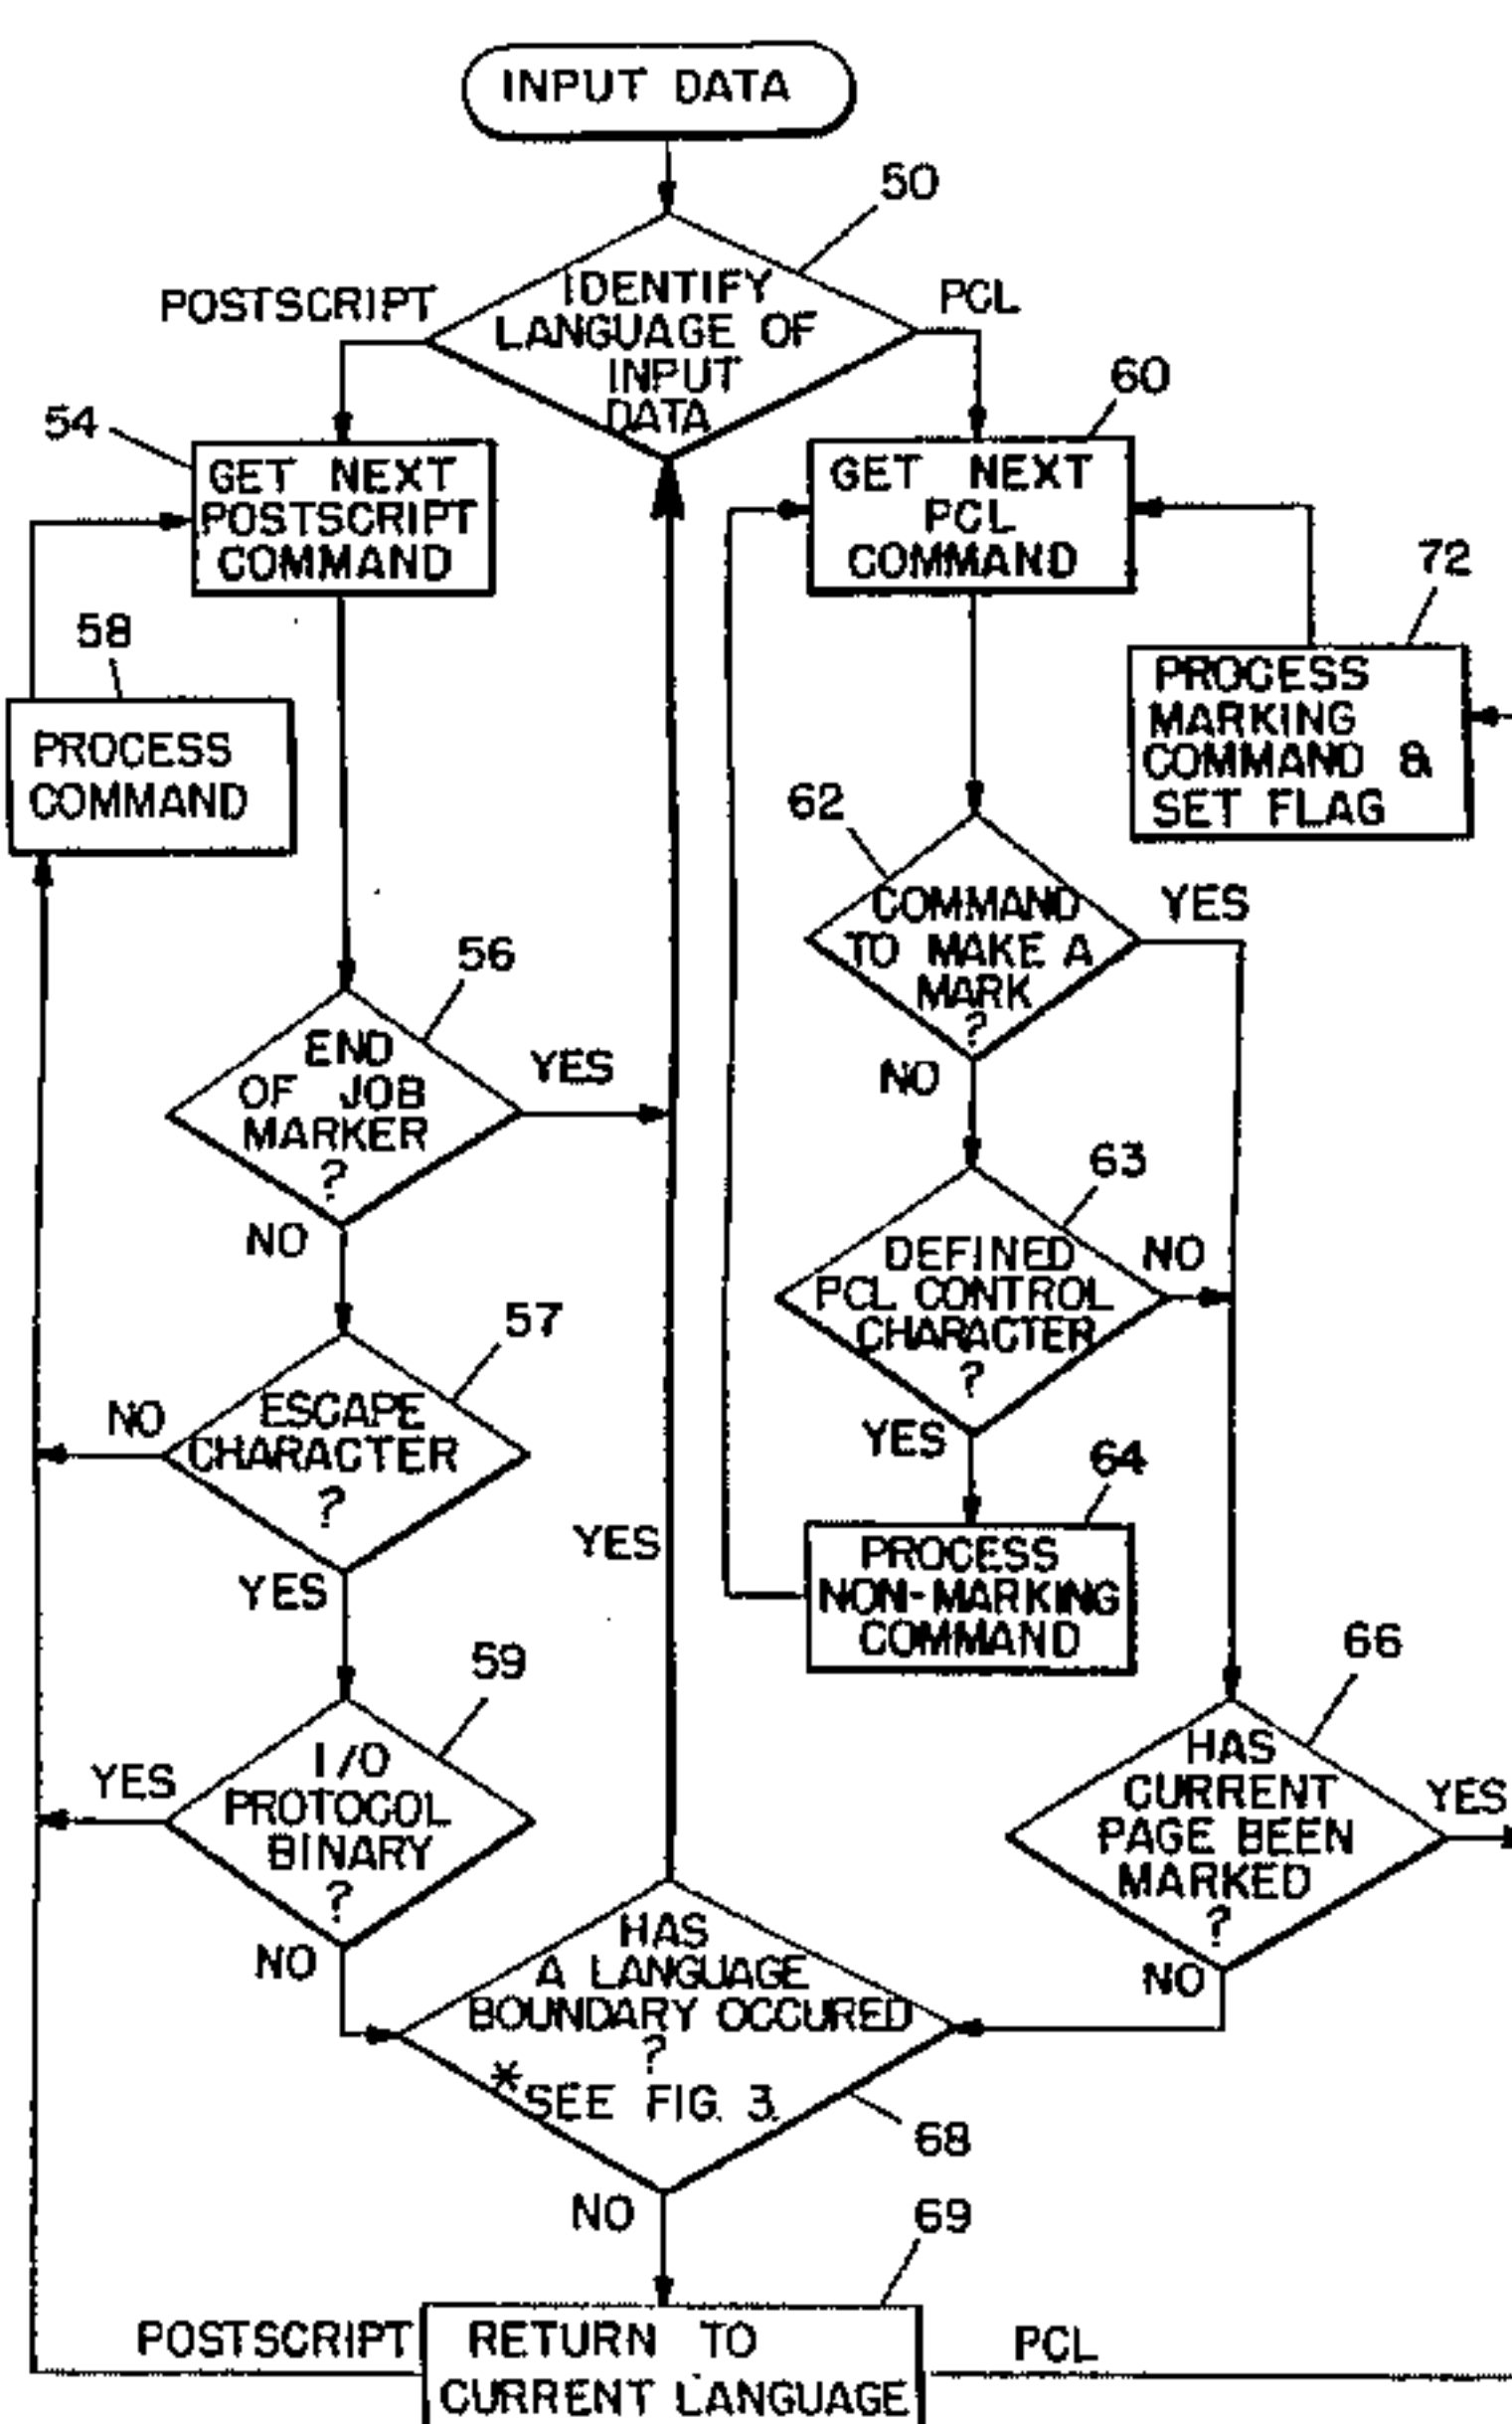 INPUT DATA
50
POSTSCRIPT
IDENTIFY
LANGUAGE OF
INPUT
DATA
PCL
54
GET NEXT
POSTSCRIPT
COMMAND
60
GET NEXT
PCL
COMMAND
58
PROCESS
COMMAND
72
PROCESS
MARKING
COMMAND &
SET FLAG
62
COMMAND
TO MAKE A
MARK
?
YES
NO
56
END
OF JOB
MARKER
?
YES
NO
63
DEFINED
PCL CONTROL
CHARACTER
?
NO
YES
57
ESCAPE
CHARACTER
?
NO
YES
64
PROCESS
NON-MARKING
COMMAND
YES
59
I/O
PROTOCOL
BINARY
?
YES
NO
66
HAS
CURRENT
PAGE BEEN
MARKED
?
YES
NO
HAS
A LANGUAGE
BOUNDARY OCCURED
?
*SEE FIG. 3.
68
NO
69
POSTSCRIPT
RETURN TO
CURRENT LANGUAGE
PCL